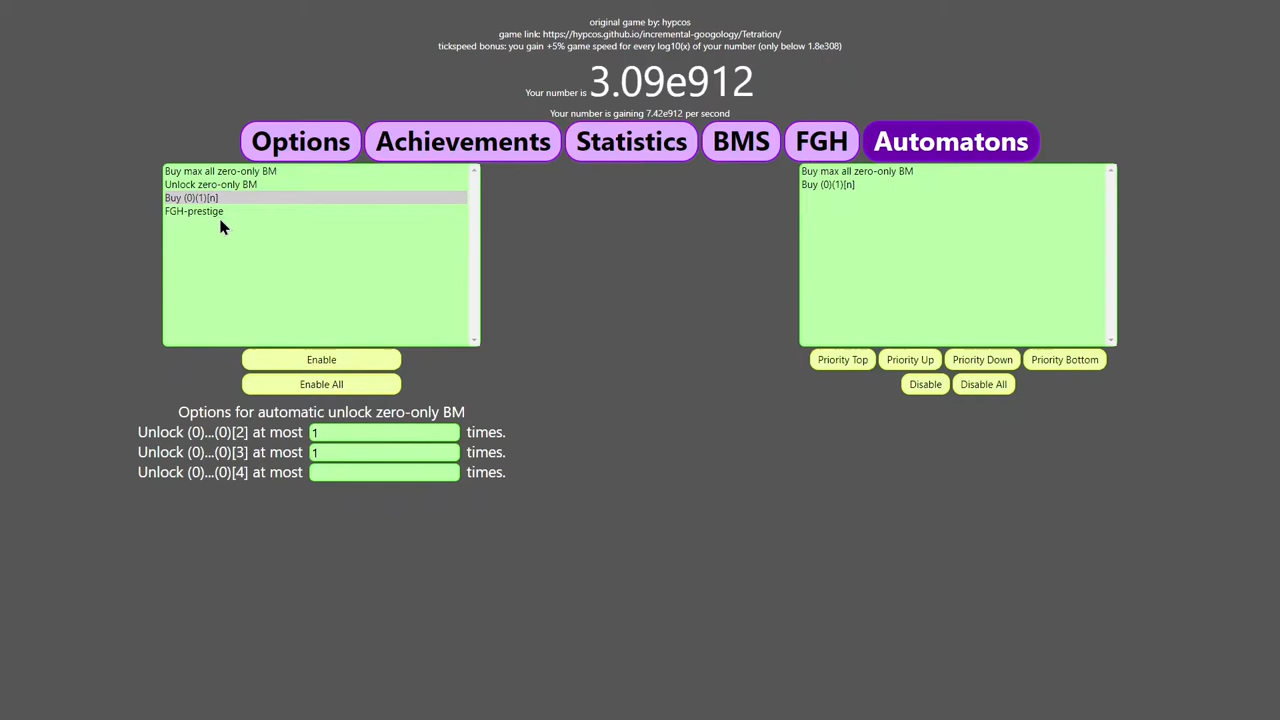 original game by: hypcos
game link: https://hypcos.github.io/incremental-googology/Tetration/
tickspeed bonus: you gain +5% game speed for every log10(x) of your number (only below 1.8e308)
Your number is 3.09e912
Your number is gaining 7.42e912 per second
Options Achievements Statistics BMS FGH Automatons
Buy max all zero-only BM
Unlock zero-only BM
Buy (0)(1)[n]
FGH-prestige
Enable
Enable All
Buy max all zero-only BM
Buy (0)(1)[n]
Priority Top Priority Up Priority Down Priority Bottom
Disable Disable All
Options for automatic unlock zero-only BM
Unlock (0)...(0)[2] at most 1 times.
Unlock (0)...(0)[3] at most 1 times.
Unlock (0)...(0)[4] at most times.